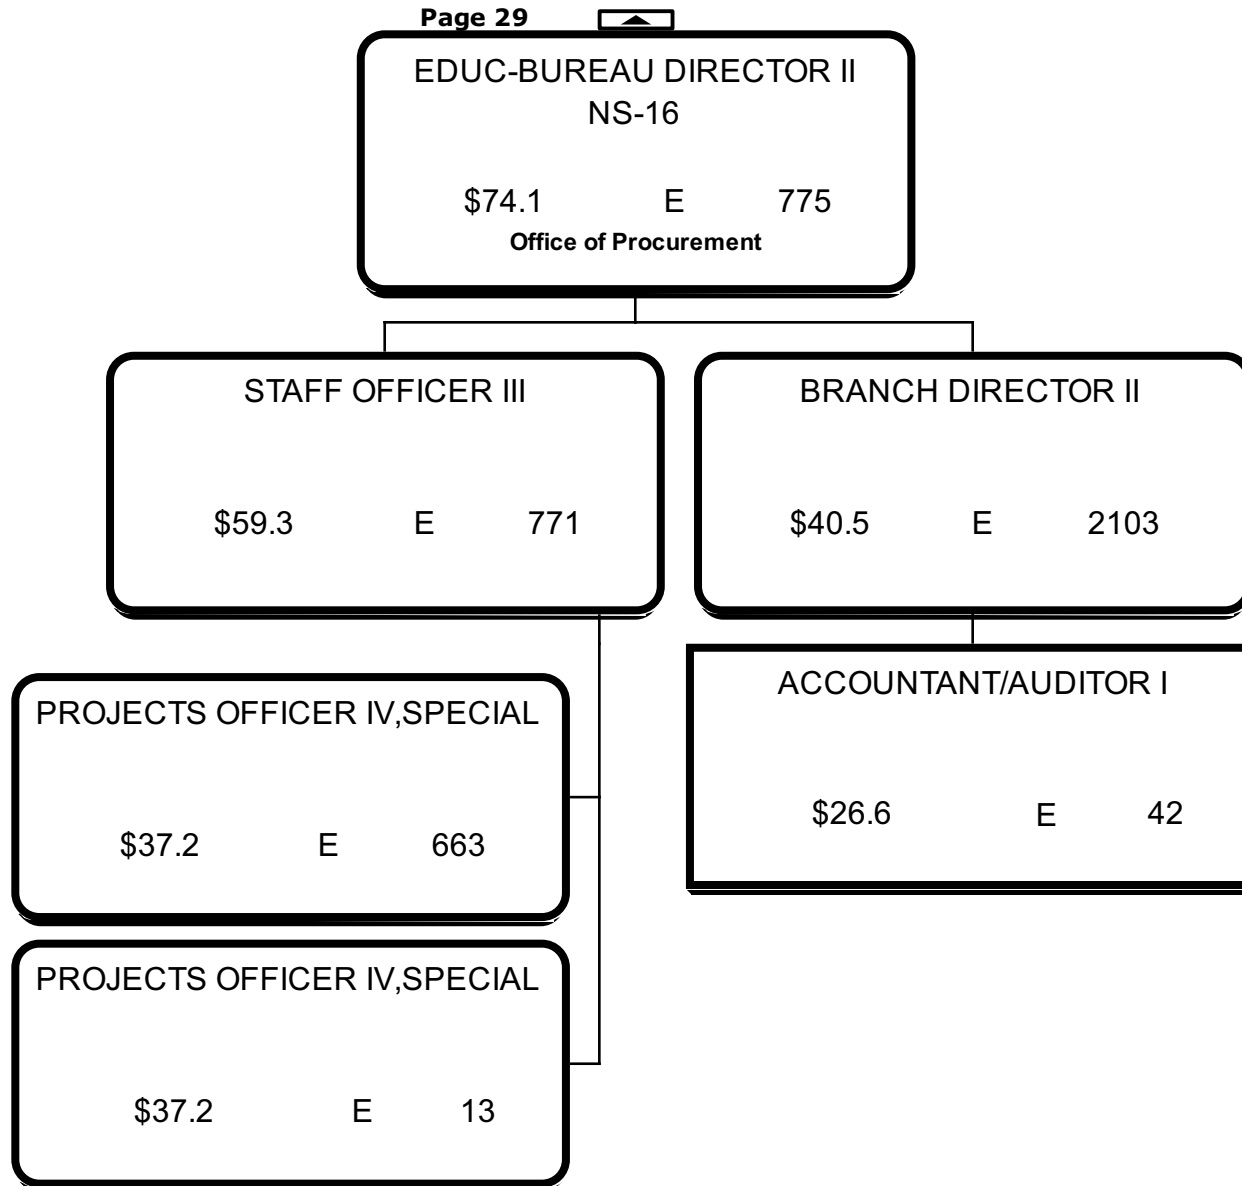 Page 29
EDUC-BUREAU DIRECTOR II
NS-16
$74.1 E 775
Office of Procurement
STAFF OFFICER III
$59.3 E 771
BRANCH DIRECTOR II
$40.5 E 2103
PROJECTS OFFICER IV,SPECIAL
$37.2 E 663
ACCOUNTANT/AUDITOR I
$26.6 E 42
PROJECTS OFFICER IV,SPECIAL
$37.2 E 13